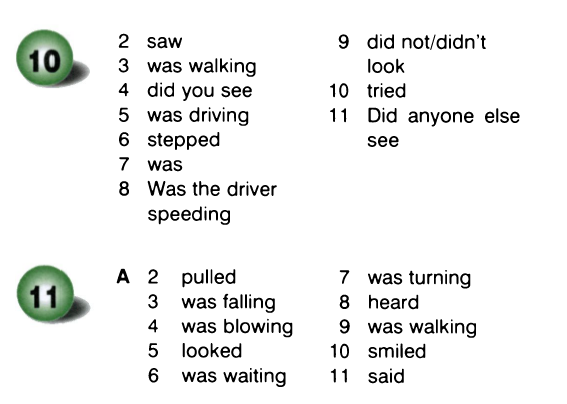 10
2 saw
3 was walking
4 did you see
5 was driving
6 stepped
7 was
8 Was the driver
speeding
9 did not/didn't
look
10 tried
11 Did anyone else
see
11
A 2 pulled
3 was falling
4 was blowing
5 looked
6 was waiting
7 was turning
8 heard
9 was walking
10 smiled
11 said